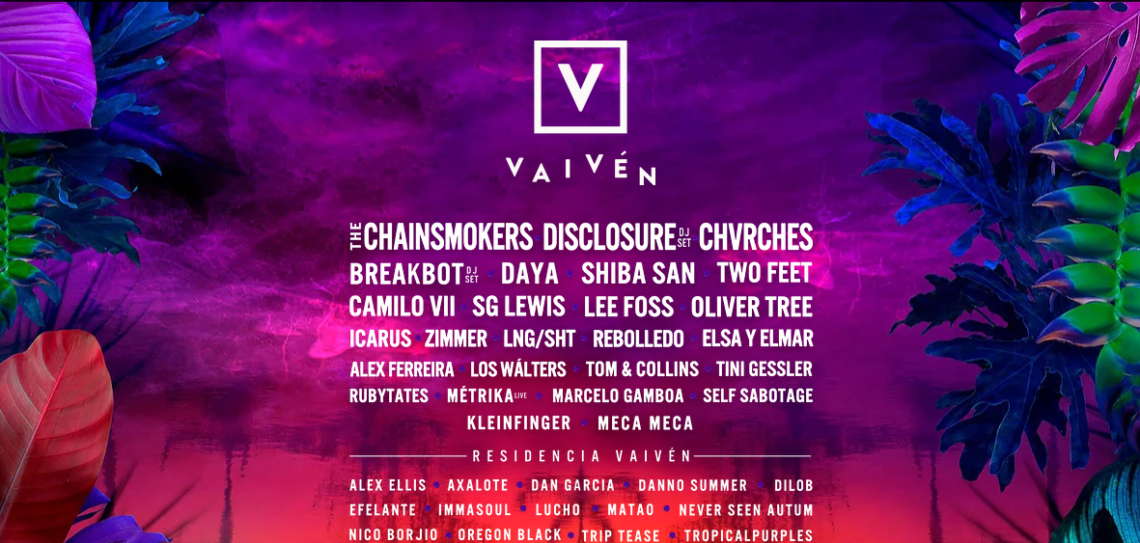 V
VAIVÉN
THE CHAINSMOKERS · DISCLOSURE DJ SET · CHVRCHES
BREAKBOT DJ SET · DAYA · SHIBA SAN · TWO FEET
CAMILO VII · SG LEWIS · LEE FOSS · OLIVER TREE
ICARUS · ZIMMER · LNG/SHT · REBOLLEDO · ELSA Y ELMAR
ALEX FERREIRA · LOS WÁLTERS · TOM & COLLINS · TINI GESSLER
RUBYTATES · MÉTRIKA LIVE · MARCELO GAMBOA · SELF SABOTAGE
KLEINFINGER · MECA MECA
RESIDENCIA VAIVÉN
ALEX ELLIS · AXALOTE · DAN GARCIA · DANNO SUMMER · DILOB
EFELANTE · IMMASOUL · LUCHO · MATAO · NEVER SEEN AUTUM
NICO BORJIO · OREGON BLACK · TRIP TEASE · TROPICALPURPLES